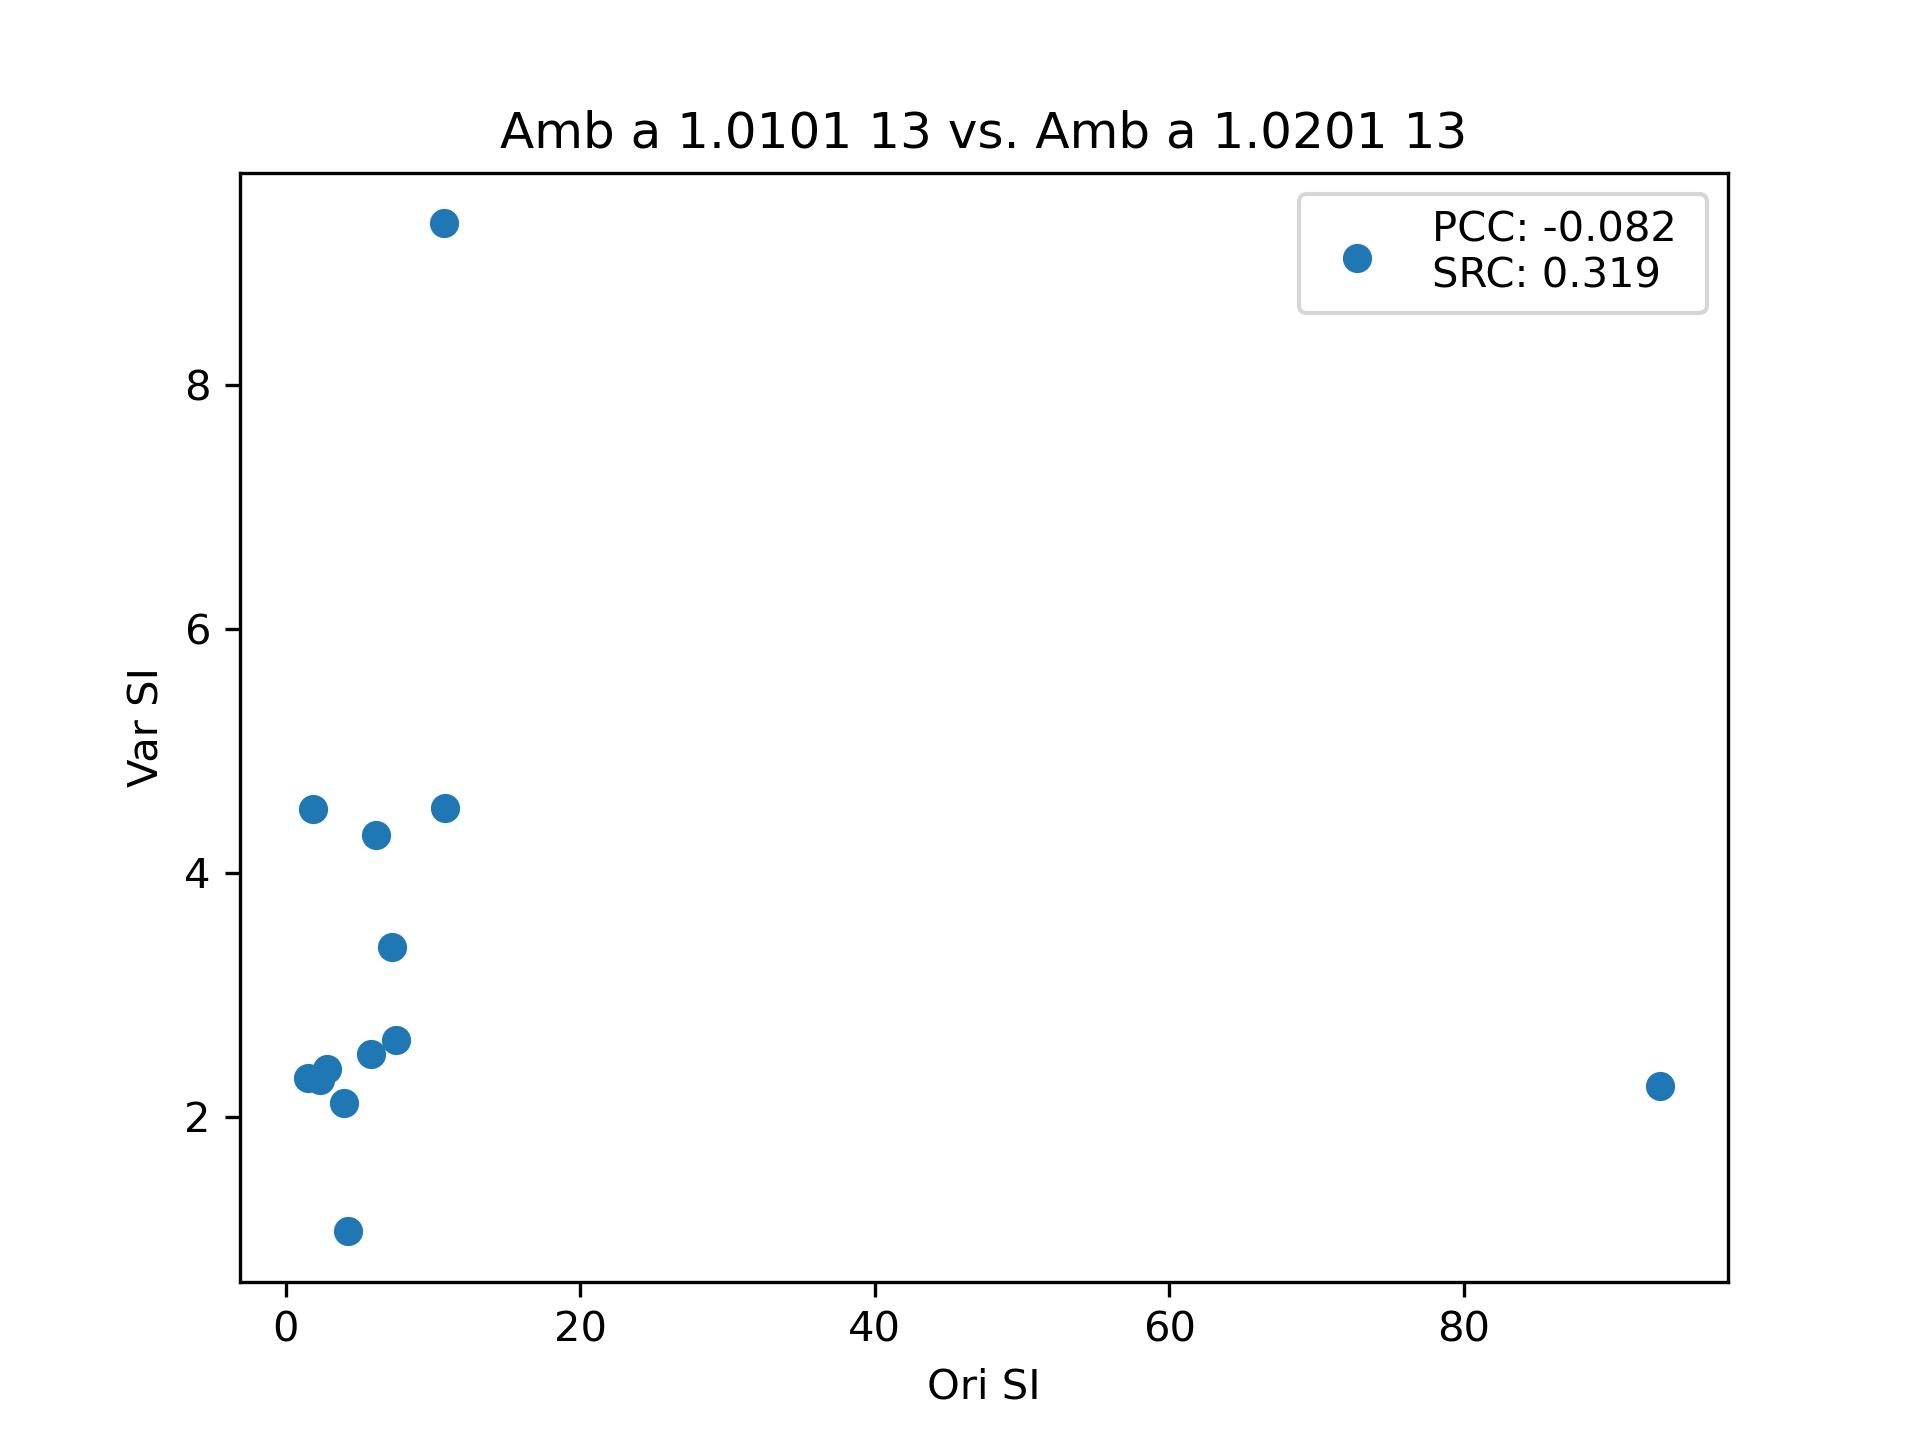 Amb a 1.0101 13 vs. Amb a 1.0201 13
PCC: -0.082
SRC: 0.319
8
6
4
2
Var SI
0 20 40 60 80
Ori SI